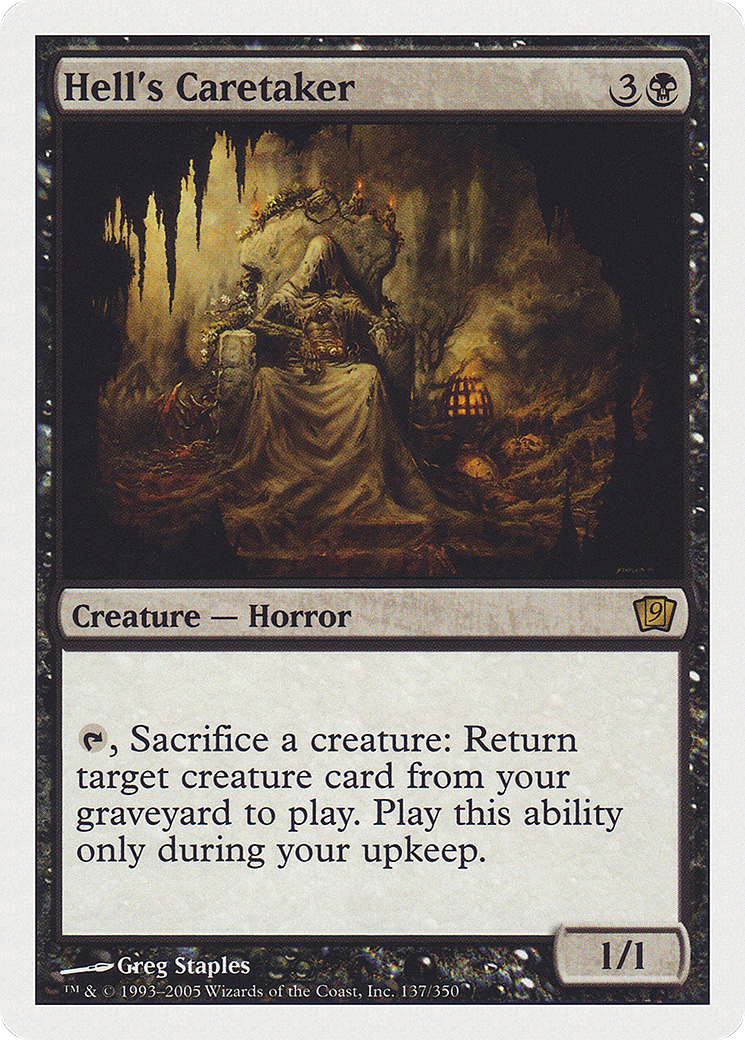 Hell's Caretaker 3
Creature — Horror 9
, Sacrifice a creature: Return
target creature card from your
graveyard to play. Play this ability
only during your upkeep.
1/1
Greg Staples
™ & © 1993–2005 Wizards of the Coast, Inc. 137/350